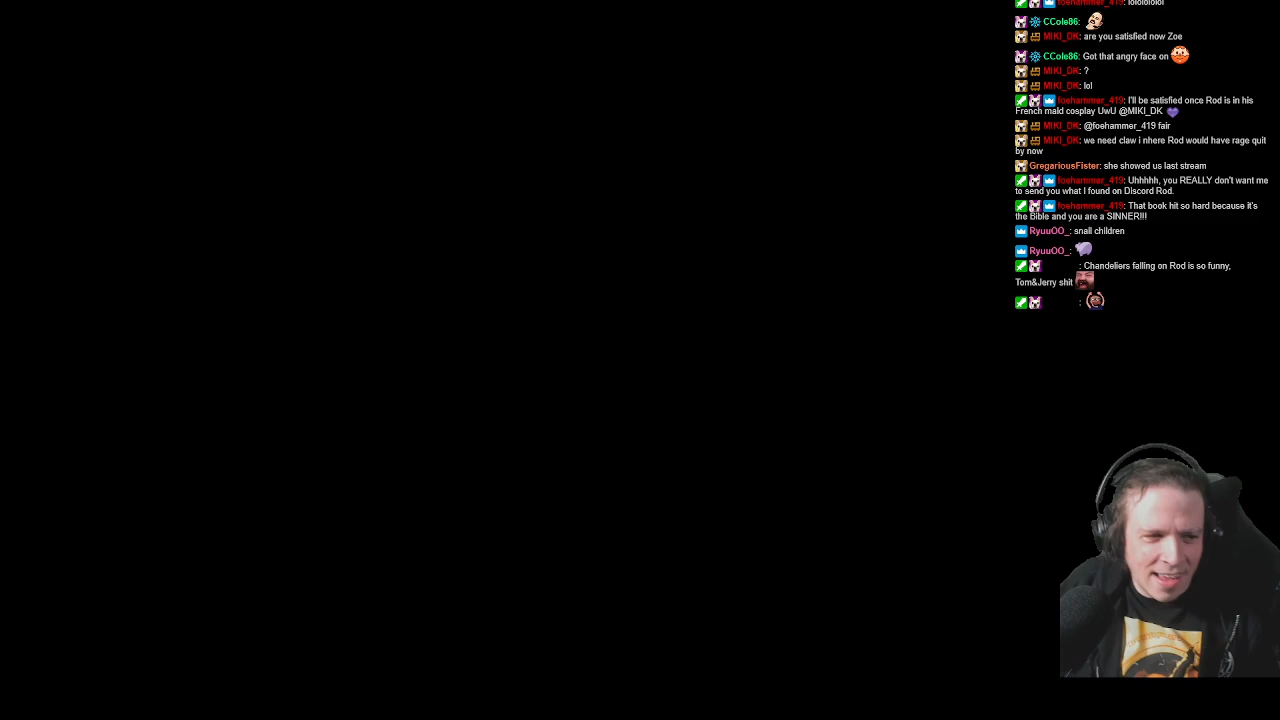 foehammer_419: lolololololol
CCole86:
MIKI_DK: are you satisfied now Zoe
CCole86: Got that angry face on
MIKI_DK: ?
MIKI_DK: lol
foehammer_419: I'll be satisfied once Rod is in his
French maid cosplay UwU @MIKI_DK
MIKI_DK: @foehammer_419 fair
MIKI_DK: we need claw i nhere Rod would have rage quit
by now
GregariousFister: she showed us last stream
foehammer_419: Uhhhhh, you REALLY don't want me
to send you what I found on Discord Rod.
foehammer_419: That book hit so hard because it's
the Bible and you are a SINNER!!!
RyuuOO_: snail children
RyuuOO_:
: Chandeliers falling on Rod is so funny,
Tom&Jerry shit
: